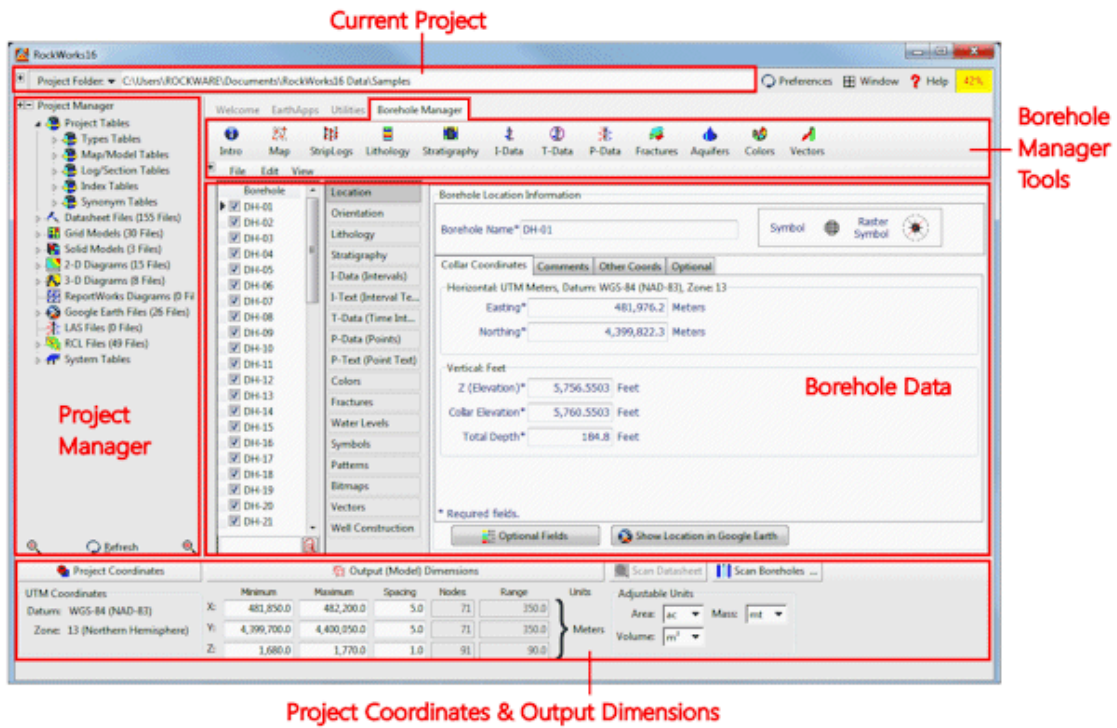 Current Project
RockWorks16
Project Folder: C:\Users\ROCKWARE\Documents\RockWorks16 Data\Samples
Preferences Window Help 42%
Project Manager
Project Tables
Types Tables
Map/Model Tables
Log/Section Tables
Index Tables
Synonym Tables
Datasheet Files (155 Files)
Grid Models (30 Files)
Solid Models (3 Files)
2-D Diagrams (15 Files)
3-D Diagrams (8 Files)
ReportWorks Diagrams (0 Fil
Google Earth Files (26 Files)
LAS Files (0 Files)
RCL Files (49 Files)
System Tables
Project
Manager
Refresh
Welcome EarthApps Utilities Borehole Manager
Intro Map StripLogs Lithology Stratigraphy I-Data T-Data P-Data Fractures Aquifers Colors Vectors
Borehole
Manager
Tools
File Edit View
Borehole
DH-01
DH-02
DH-03
DH-04
DH-05
DH-06
DH-07
DH-08
DH-09
DH-10
DH-11
DH-12
DH-13
DH-14
DH-15
DH-16
DH-17
DH-18
DH-19
DH-20
DH-21
Location
Orientation
Lithology
Stratigraphy
I-Data (Intervals)
I-Text (Interval Te...
T-Data (Time Int...
P-Data (Points)
P-Text (Point Text)
Colors
Fractures
Water Levels
Symbols
Patterns
Bitmaps
Vectors
Well Construction
Borehole Location Information
Borehole Name* DH-01
Symbol Raster Symbol
Collar Coordinates Comments Other Coords Optional
Horizontal: UTM Meters, Datum: WGS-84 (NAD-83), Zone: 13
Easting* 481,976.2 Meters
Northing* 4,399,822.3 Meters
Vertical: Feet
Z (Elevation)* 5,756.5503 Feet
Collar Elevation* 5,760.5503 Feet
Total Depth* 184.8 Feet
Borehole Data
* Required fields.
Optional Fields Show Location in Google Earth
Project Coordinates Output (Model) Dimensions Scan Datasheet Scan Boreholes ...
UTM Coordinates
Datum: WGS-84 (NAD-83)
Zone: 13 (Northern Hemisphere)
Minimum Maximum Spacing Nodes Range Units
X: 481,850.0 482,200.0 5.0 71 350.0
Y: 4,399,700.0 4,400,050.0 5.0 71 350.0 Meters
Z: 1,680.0 1,770.0 1.0 91 90.0
Adjustable Units
Area: ac Mass: mt
Volume: m³
Project Coordinates & Output Dimensions